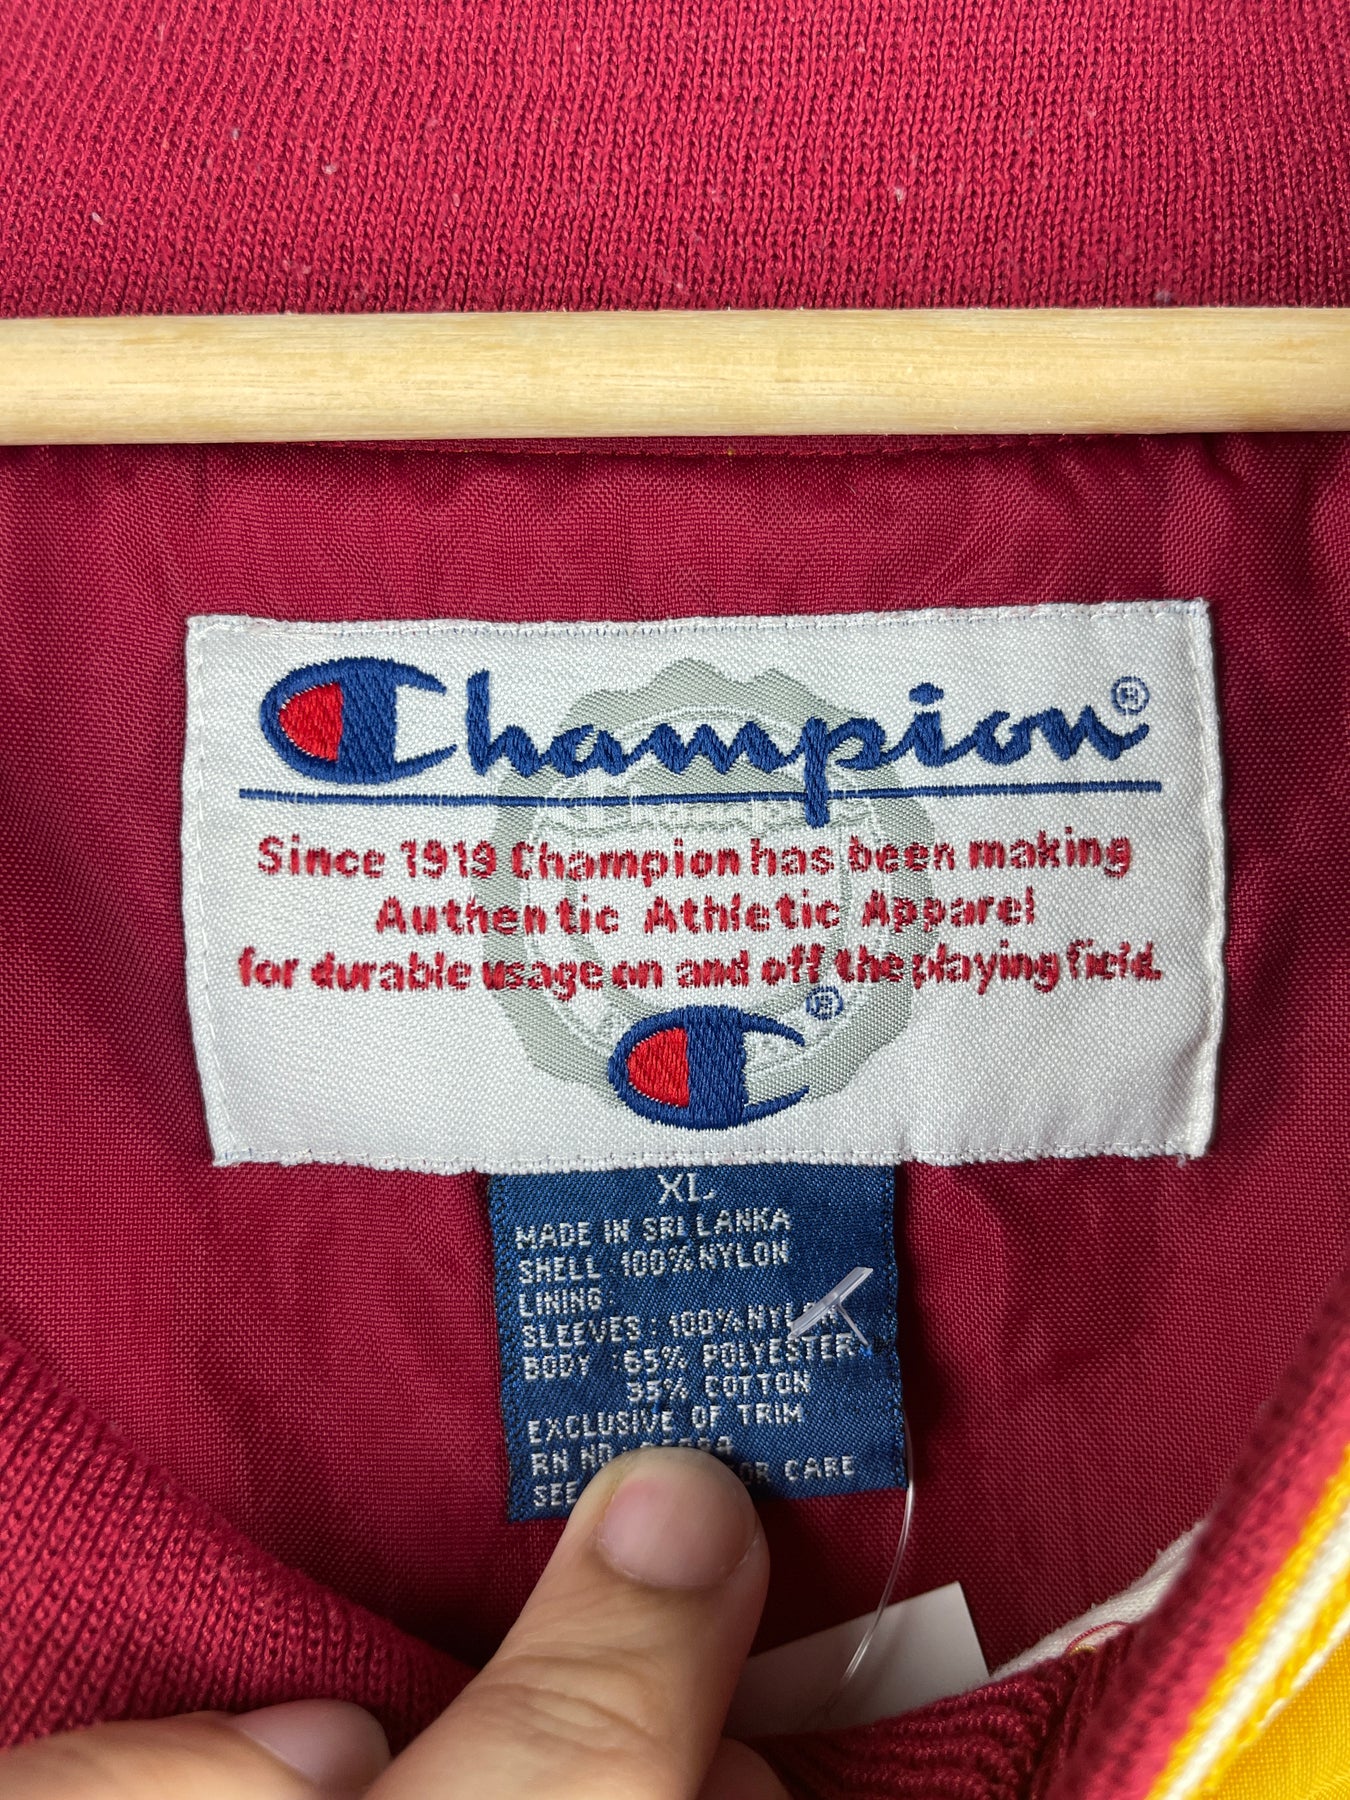 Champion®
Since 1919 Champion has been making
Authentic Athletic Apparel
for durable usage on and off the playing field.
®
XL
MADE IN SRI LANKA
SHELL : 100% NYLON
LINING :
SLEEVES : 100% NYLON
BODY : 65% POLYESTER
35% COTTON
EXCLUSIVE OF TRIM
RN NO.
SEE FOR CARE